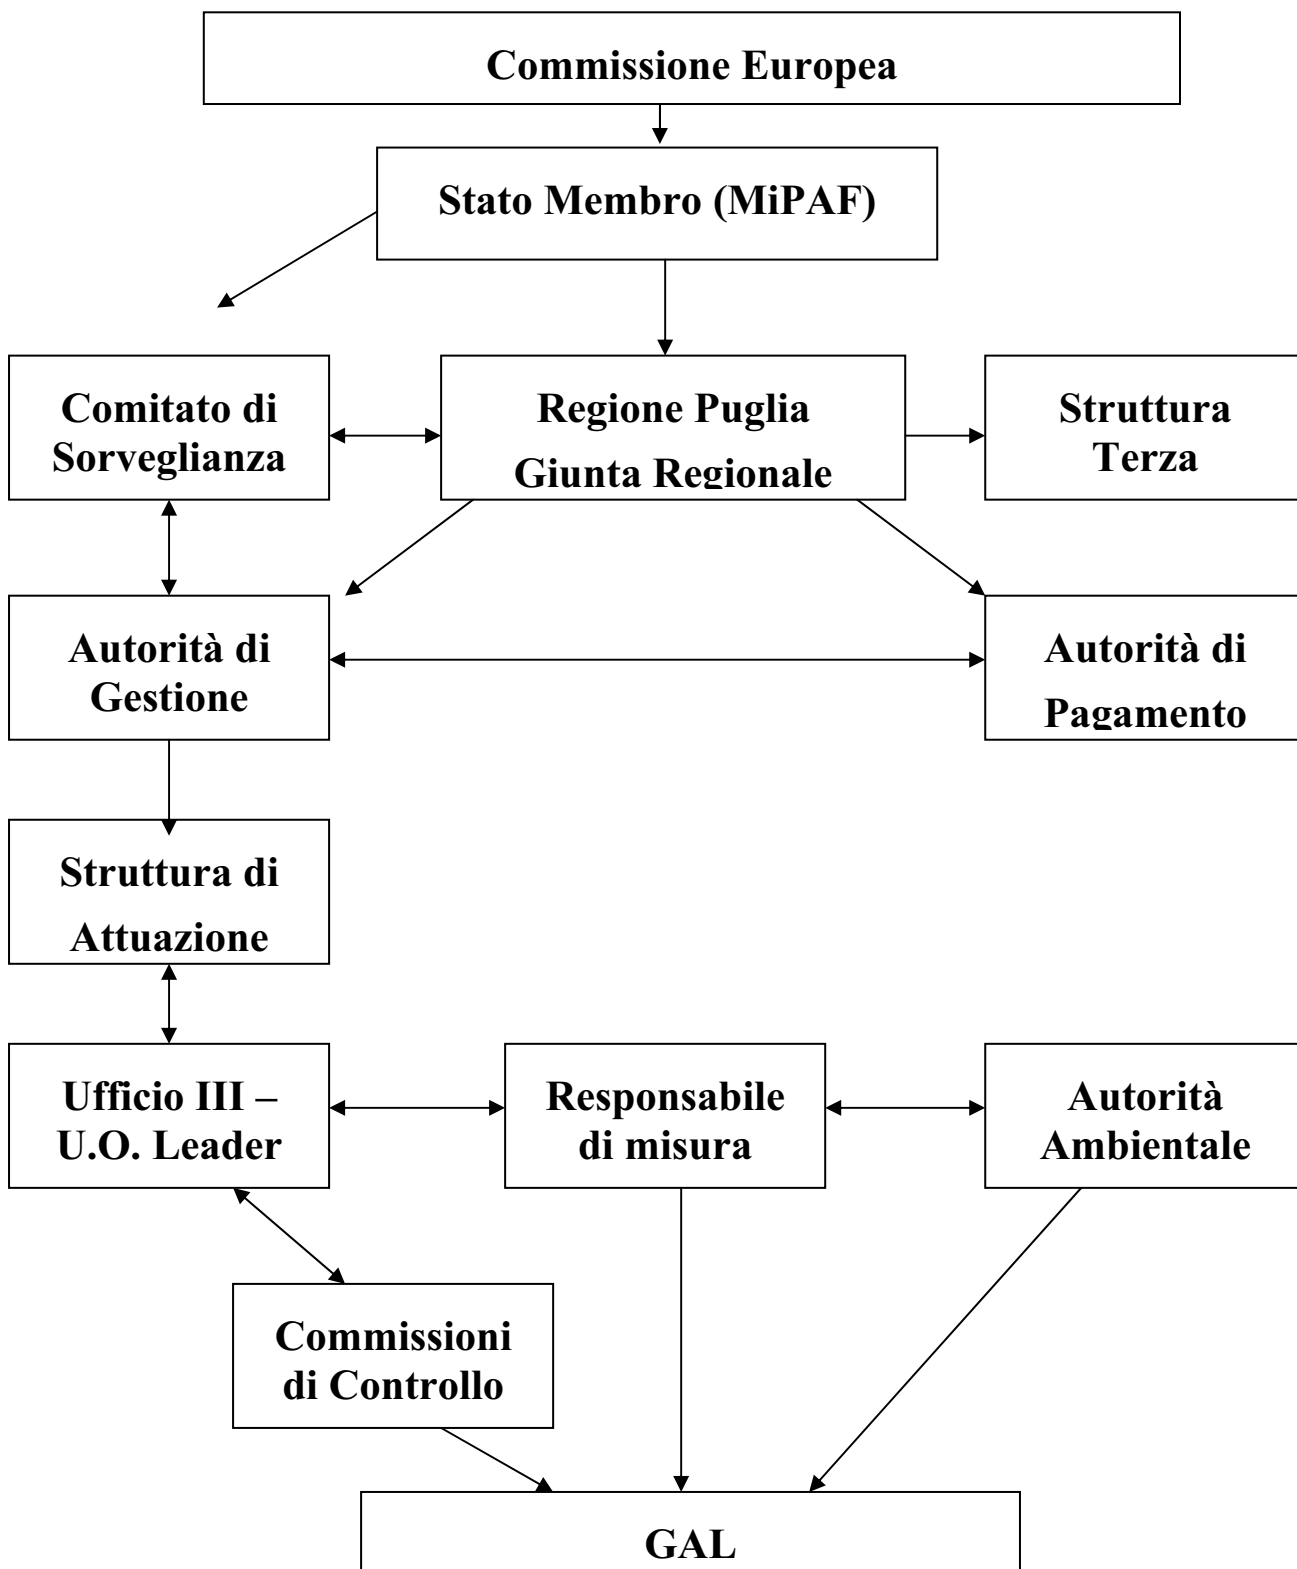 Commissione Europea
Stato Membro (MiPAF)
Comitato di
Sorveglianza
Regione Puglia
Giunta Regionale
Struttura
Terza
Autorità di
Gestione
Autorità di
Pagamento
Struttura di
Attuazione
Ufficio III –
U.O. Leader
Responsabile
di misura
Autorità
Ambientale
Commissioni
di Controllo
GAL